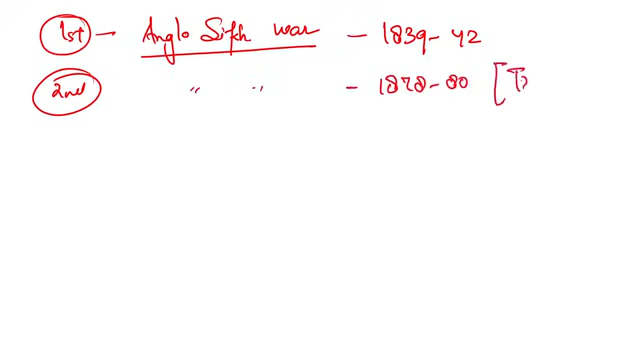 1st → Anglo Sikh war - 1839-42
2nd " " - 1878-80 [T